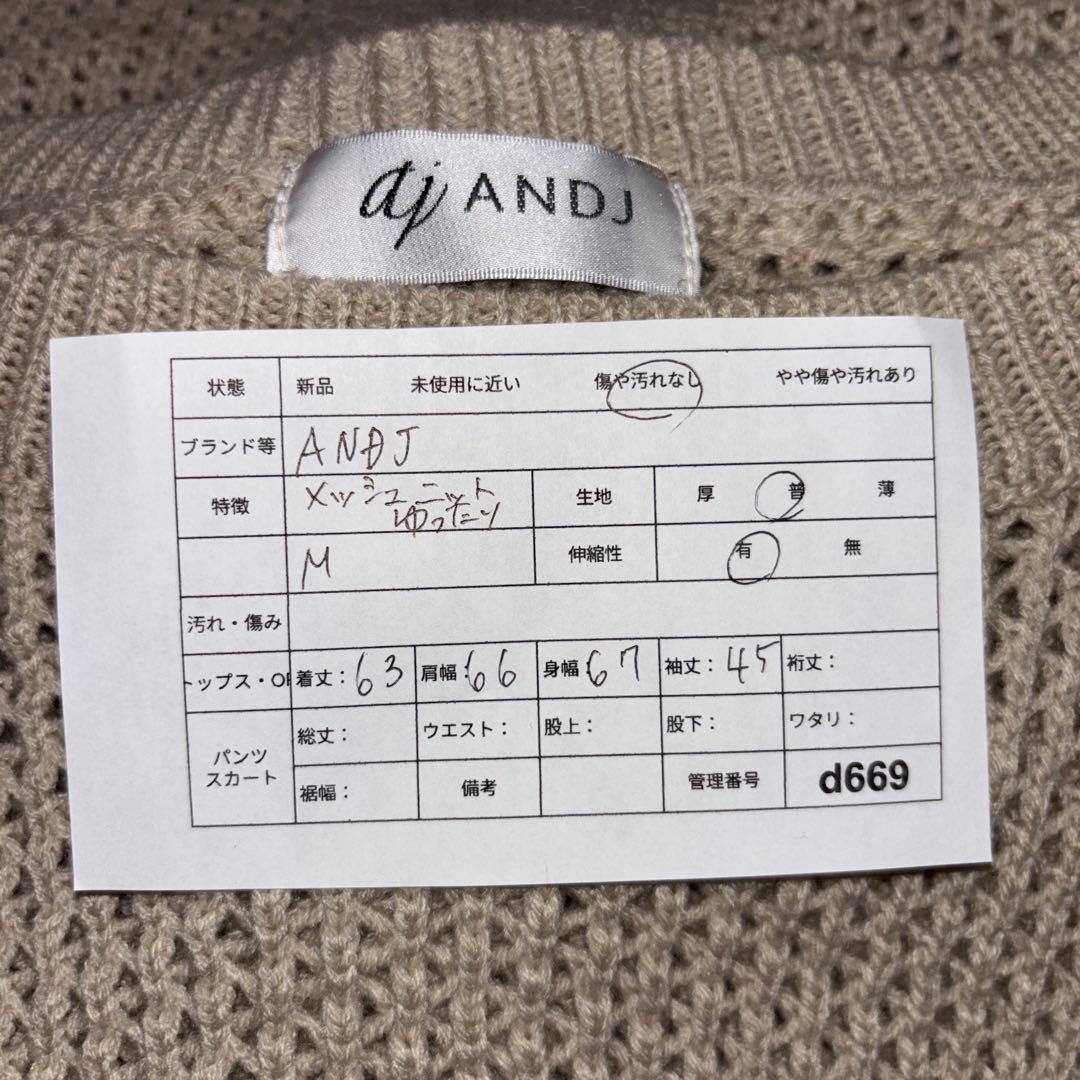 dj ANDJ
状態 新品 未使用に近い 傷や汚れなし やや傷や汚れあり
ブランド等 ANDJ
特徴 メッシュニット ゆったり 生地 厚 普 薄
M 伸縮性 有 無
汚れ・傷み
トップス・OP 着丈：63 肩幅：66 身幅：67 袖丈：45 裄丈：
パンツ スカート 総丈： ウエスト： 股上： 股下： ワタリ：
裾幅： 備考 管理番号 d669